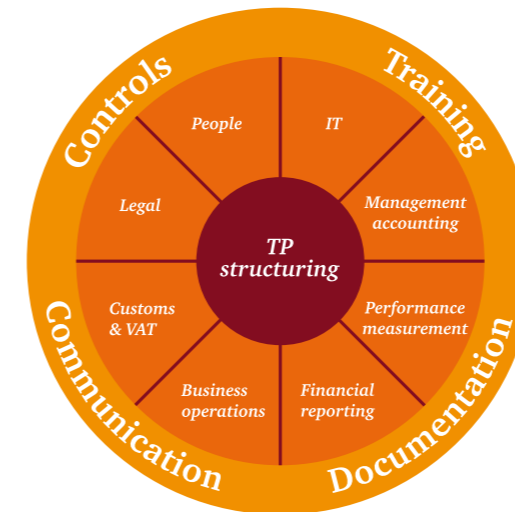 Controls
Training
People
IT
Legal
Management
accounting
TP
structuring
Customs
& VAT
Performance
measurement
Business
operations
Financial
reporting
Communication
Documentation